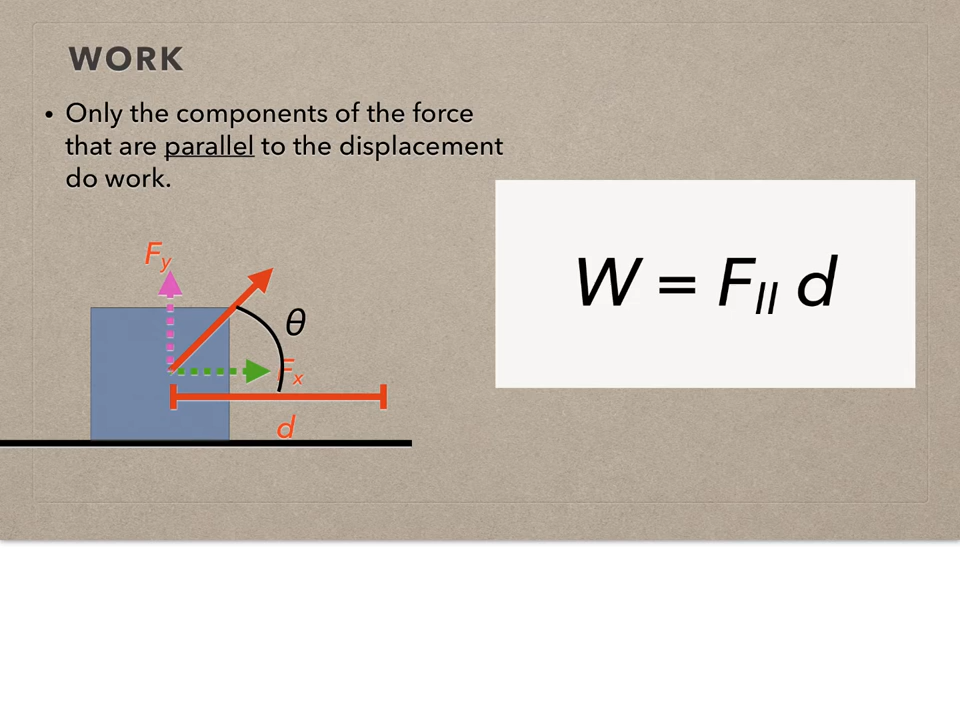 WORK
• Only the components of the force
that are parallel to the displacement
do work.
Fy
θ
Fx
d
W = F|| d